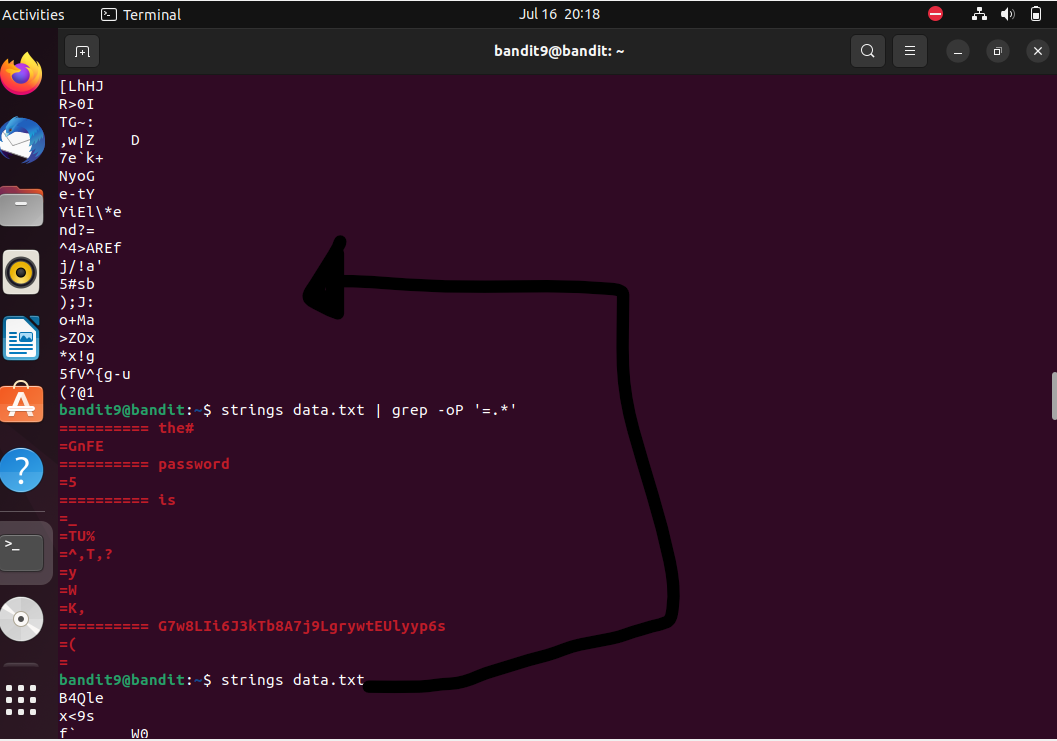 Activities
Terminal
Jul 16 20:18
bandit9@bandit: ~
[LhHJ
R>0I
TG~:
,w|Z    D
7e`k+
NyoG
e-tY
YiEl\*e
nd?=
^4>AREf
j/!a'
5#sb
);J:
o+Ma
>ZOx
*x!g
5fV^{g-u
(?@1
bandit9@bandit:~$ strings data.txt | grep -oP '=.*'
========== the#
=GnFE
========== password
=5
========== is
=_
=TU%
=^,T,?
=y
=W
=K,
========== G7w8LIi6J3kTb8A7j9LgrywtEUlyyp6s
=(
=
bandit9@bandit:~$ strings data.txt
B4Qle
x<9s
f`      W0